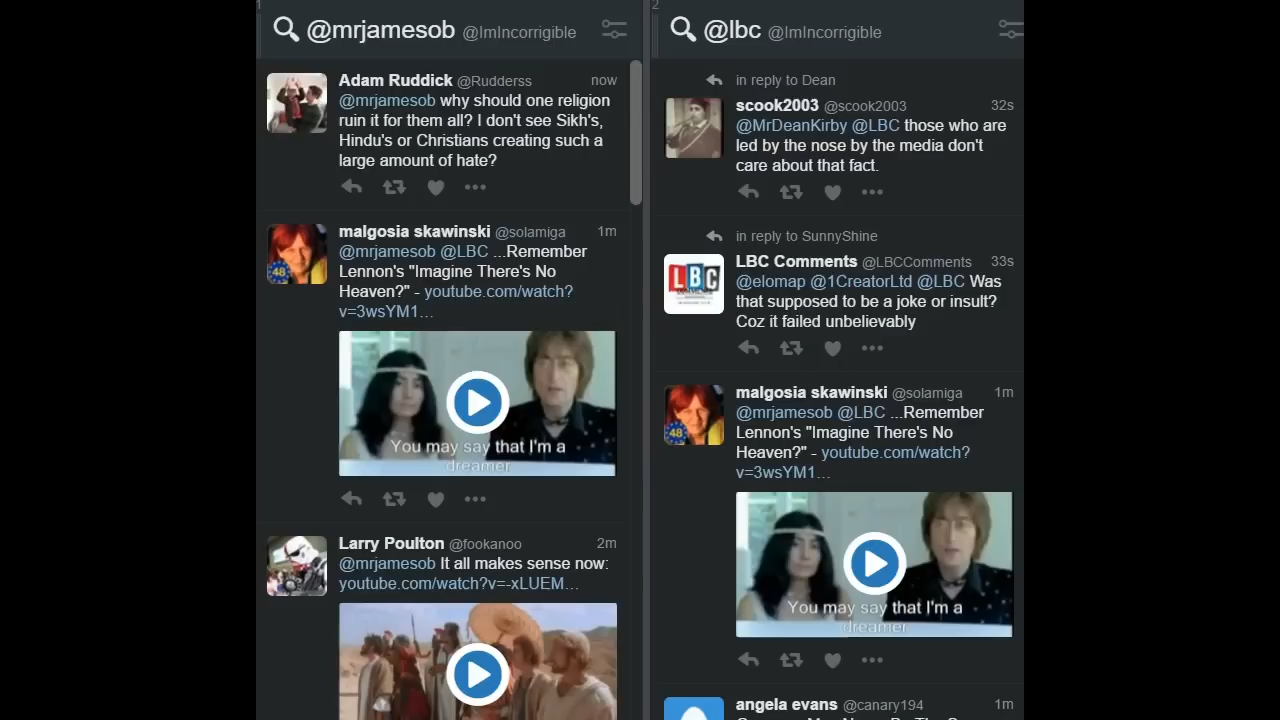 1
@mrjamesob @ImIncorrigible
Adam Ruddick @Rudderss now
@mrjamesob why should one religion
ruin it for them all? I don't see Sikh's,
Hindu's or Christians creating such a
large amount of hate?
malgosia skawinski @solamiga 1m
48
@mrjamesob @LBC ...Remember
Lennon's "Imagine There's No
Heaven?" - youtube.com/watch?
v=3wsYM1…
You may say that I'm a
dreamer
Larry Poulton @fookanoo 2m
@mrjamesob It all makes sense now:
youtube.com/watch?v=-xLUEM…
2
@lbc @ImIncorrigible
in reply to Dean
scook2003 @scook2003 32s
@MrDeanKirby @LBC those who are
led by the nose by the media don't
care about that fact.
in reply to SunnyShine
LBC Comments @LBCComments 33s
LBC
@elomap @1CreatorLtd @LBC Was
that supposed to be a joke or insult?
Coz it failed unbelievably
malgosia skawinski @solamiga 1m
48
@mrjamesob @LBC ...Remember
Lennon's "Imagine There's No
Heaven?" - youtube.com/watch?
v=3wsYM1…
You may say that I'm a
dreamer
angela evans @canary194 1m